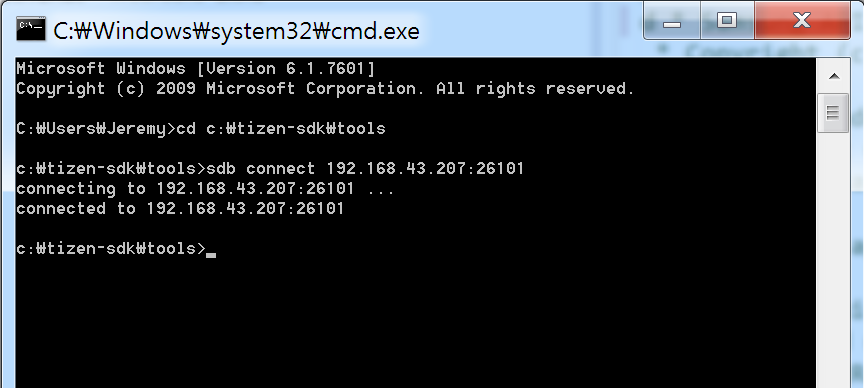 C:₩Windows₩system32₩cmd.exe
Microsoft Windows [Version 6.1.7601]
Copyright (c) 2009 Microsoft Corporation. All rights reserved.
C:₩Users₩Jeremy>cd c:₩tizen-sdk₩tools
c:₩tizen-sdk₩tools>sdb connect 192.168.43.207:26101
connecting to 192.168.43.207:26101 ...
connected to 192.168.43.207:26101
c:₩tizen-sdk₩tools>_